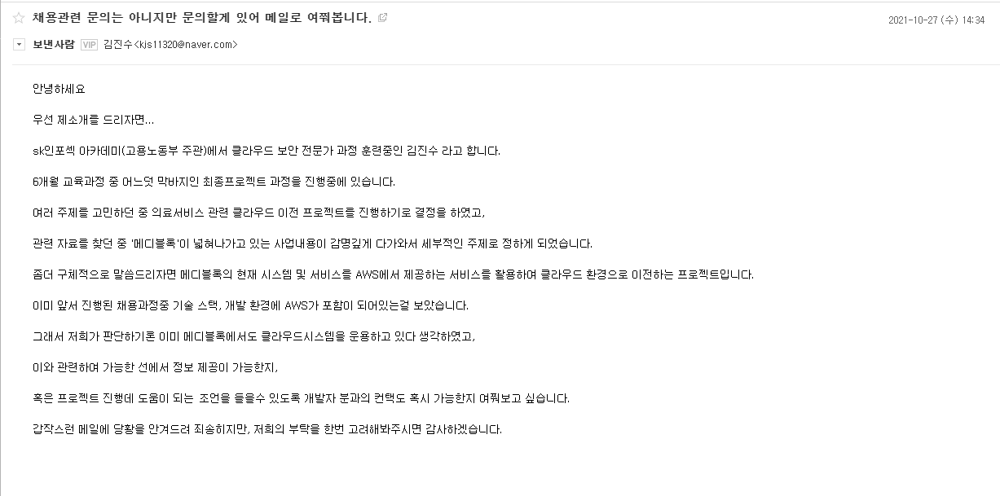 채용관련 문의는 아니지만 문의할게 있어 메일로 여쭤봅니다.
2021-10-27 (수) 14:34
보낸사람 VIP 김진수<kjs11320@naver.com>
안녕하세요
우선 제소개를 드리자면...
sk인포섹 아카데미(고용노동부 주관)에서 클라우드 보안 전문가 과정 훈련중인 김진수 라고 합니다.
6개월 교육과정 중 어느덧 막바지인 최종프로젝트 과정을 진행중에 있습니다.
여러 주제를 고민하던 중 의료서비스 관련 클라우드 이전 프로젝트를 진행하기로 결정을 하였고,
관련 자료를 찾던 중 '메디블록'이 넓혀나가고 있는 사업내용이 감명깊게 다가와서 세부적인 주제로 정하게 되었습니다.
좀더 구체적으로 말씀드리자면 메디블록의 현재 시스템 및 서비스를 AWS에서 제공하는 서비스를 활용하여 클라우드 환경으로 이전하는 프로젝트입니다.
이미 앞서 진행된 채용과정중 기술 스택, 개발 환경에 AWS가 포함이 되어있는걸 보았습니다.
그래서 저희가 판단하기론 이미 메디블록에서도 클라우드시스템을 운용하고 있다 생각하였고,
이와 관련하여 가능한 선에서 정보 제공이 가능한지,
혹은 프로젝트 진행데 도움이 되는 조언을 들을수 있도록 개발자 분과의 컨택도 혹시 가능한지 여쭤보고 싶습니다.
갑작스런 메일에 당황을 안겨드려 죄송히지만, 저희의 부탁을 한번 고려해봐주시면 감사하겠습니다.